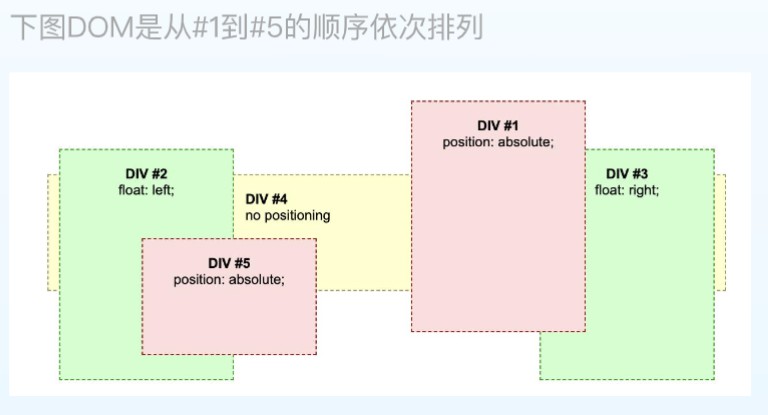 下图DOM是从#1到#5的顺序依次排列
DIV #1
position: absolute;
DIV #2
float: left;
DIV #3
float: right;
DIV #4
no positioning
DIV #5
position: absolute;